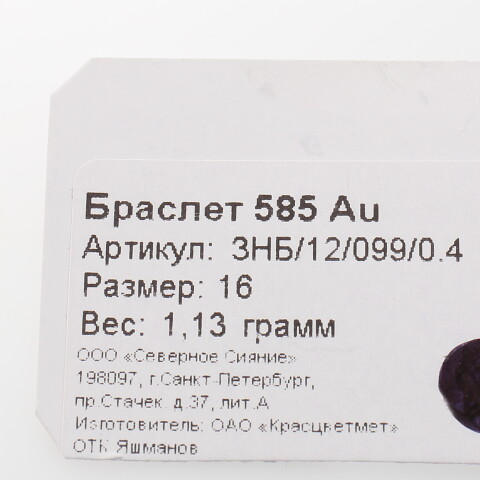 Браслет 585 Au
Артикул: ЗНБ/12/099/0.4
Размер: 16
Вес: 1,13 грамм
ООО «Северное Сияние»
198097, г.Санкт-Петербург,
пр.Стачек. д.37, лит.А
Изготовитель: ОАО «Красцветмет»
ОТК Яшманов